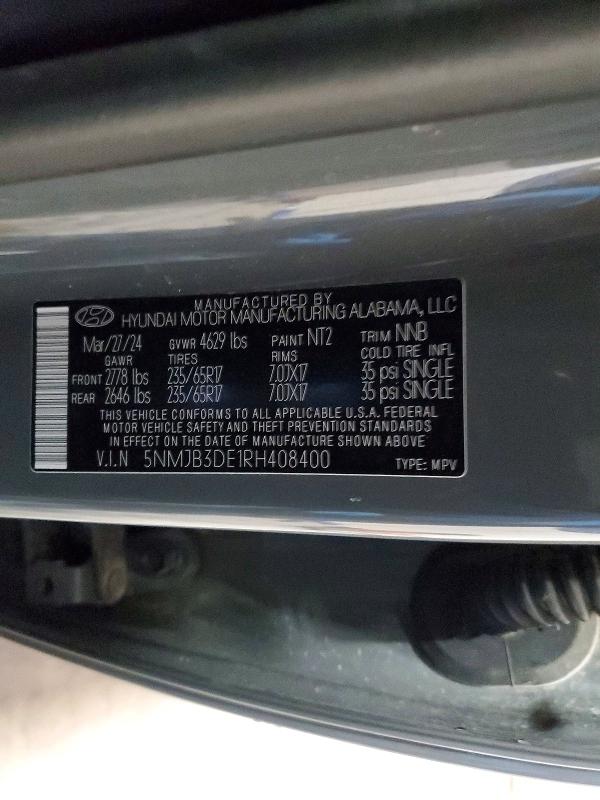 MANUFACTURED BY
HYUNDAI MOTOR MANUFACTURING ALABAMA, LLC
Mar/27/24 GVWR 4629 lbs PAINT NT2 TRIM NNB
GAWR TIRES RIMS COLD TIRE INFL
FRONT 2778 lbs 235/65R17 7.0JX17 35 psi SINGLE
REAR 2646 lbs 235/65R17 7.0JX17 35 psi SINGLE
THIS VEHICLE CONFORMS TO ALL APPLICABLE U.S.A. FEDERAL
MOTOR VEHICLE SAFETY AND THEFT PREVENTION STANDARDS
IN EFFECT ON THE DATE OF MANUFACTURE SHOWN ABOVE
V.I.N 5NMJB3DE1RH408400 TYPE: MPV